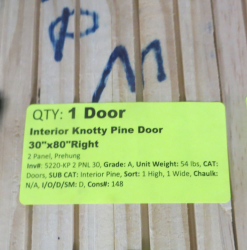 QTY: 1 Door
Interior Knotty Pine Door
30"x80"Right
2 Panel, Prehung
Inv#: 5220-KP 2 PNL 30, Grade: A, Unit Weight: 54 lbs, CAT:
Doors, SUB CAT: Interior Pine, Sort: 1 High, 1 Wide, Chaulk:
N/A, I/O/D/SM: D, Cons#: 148